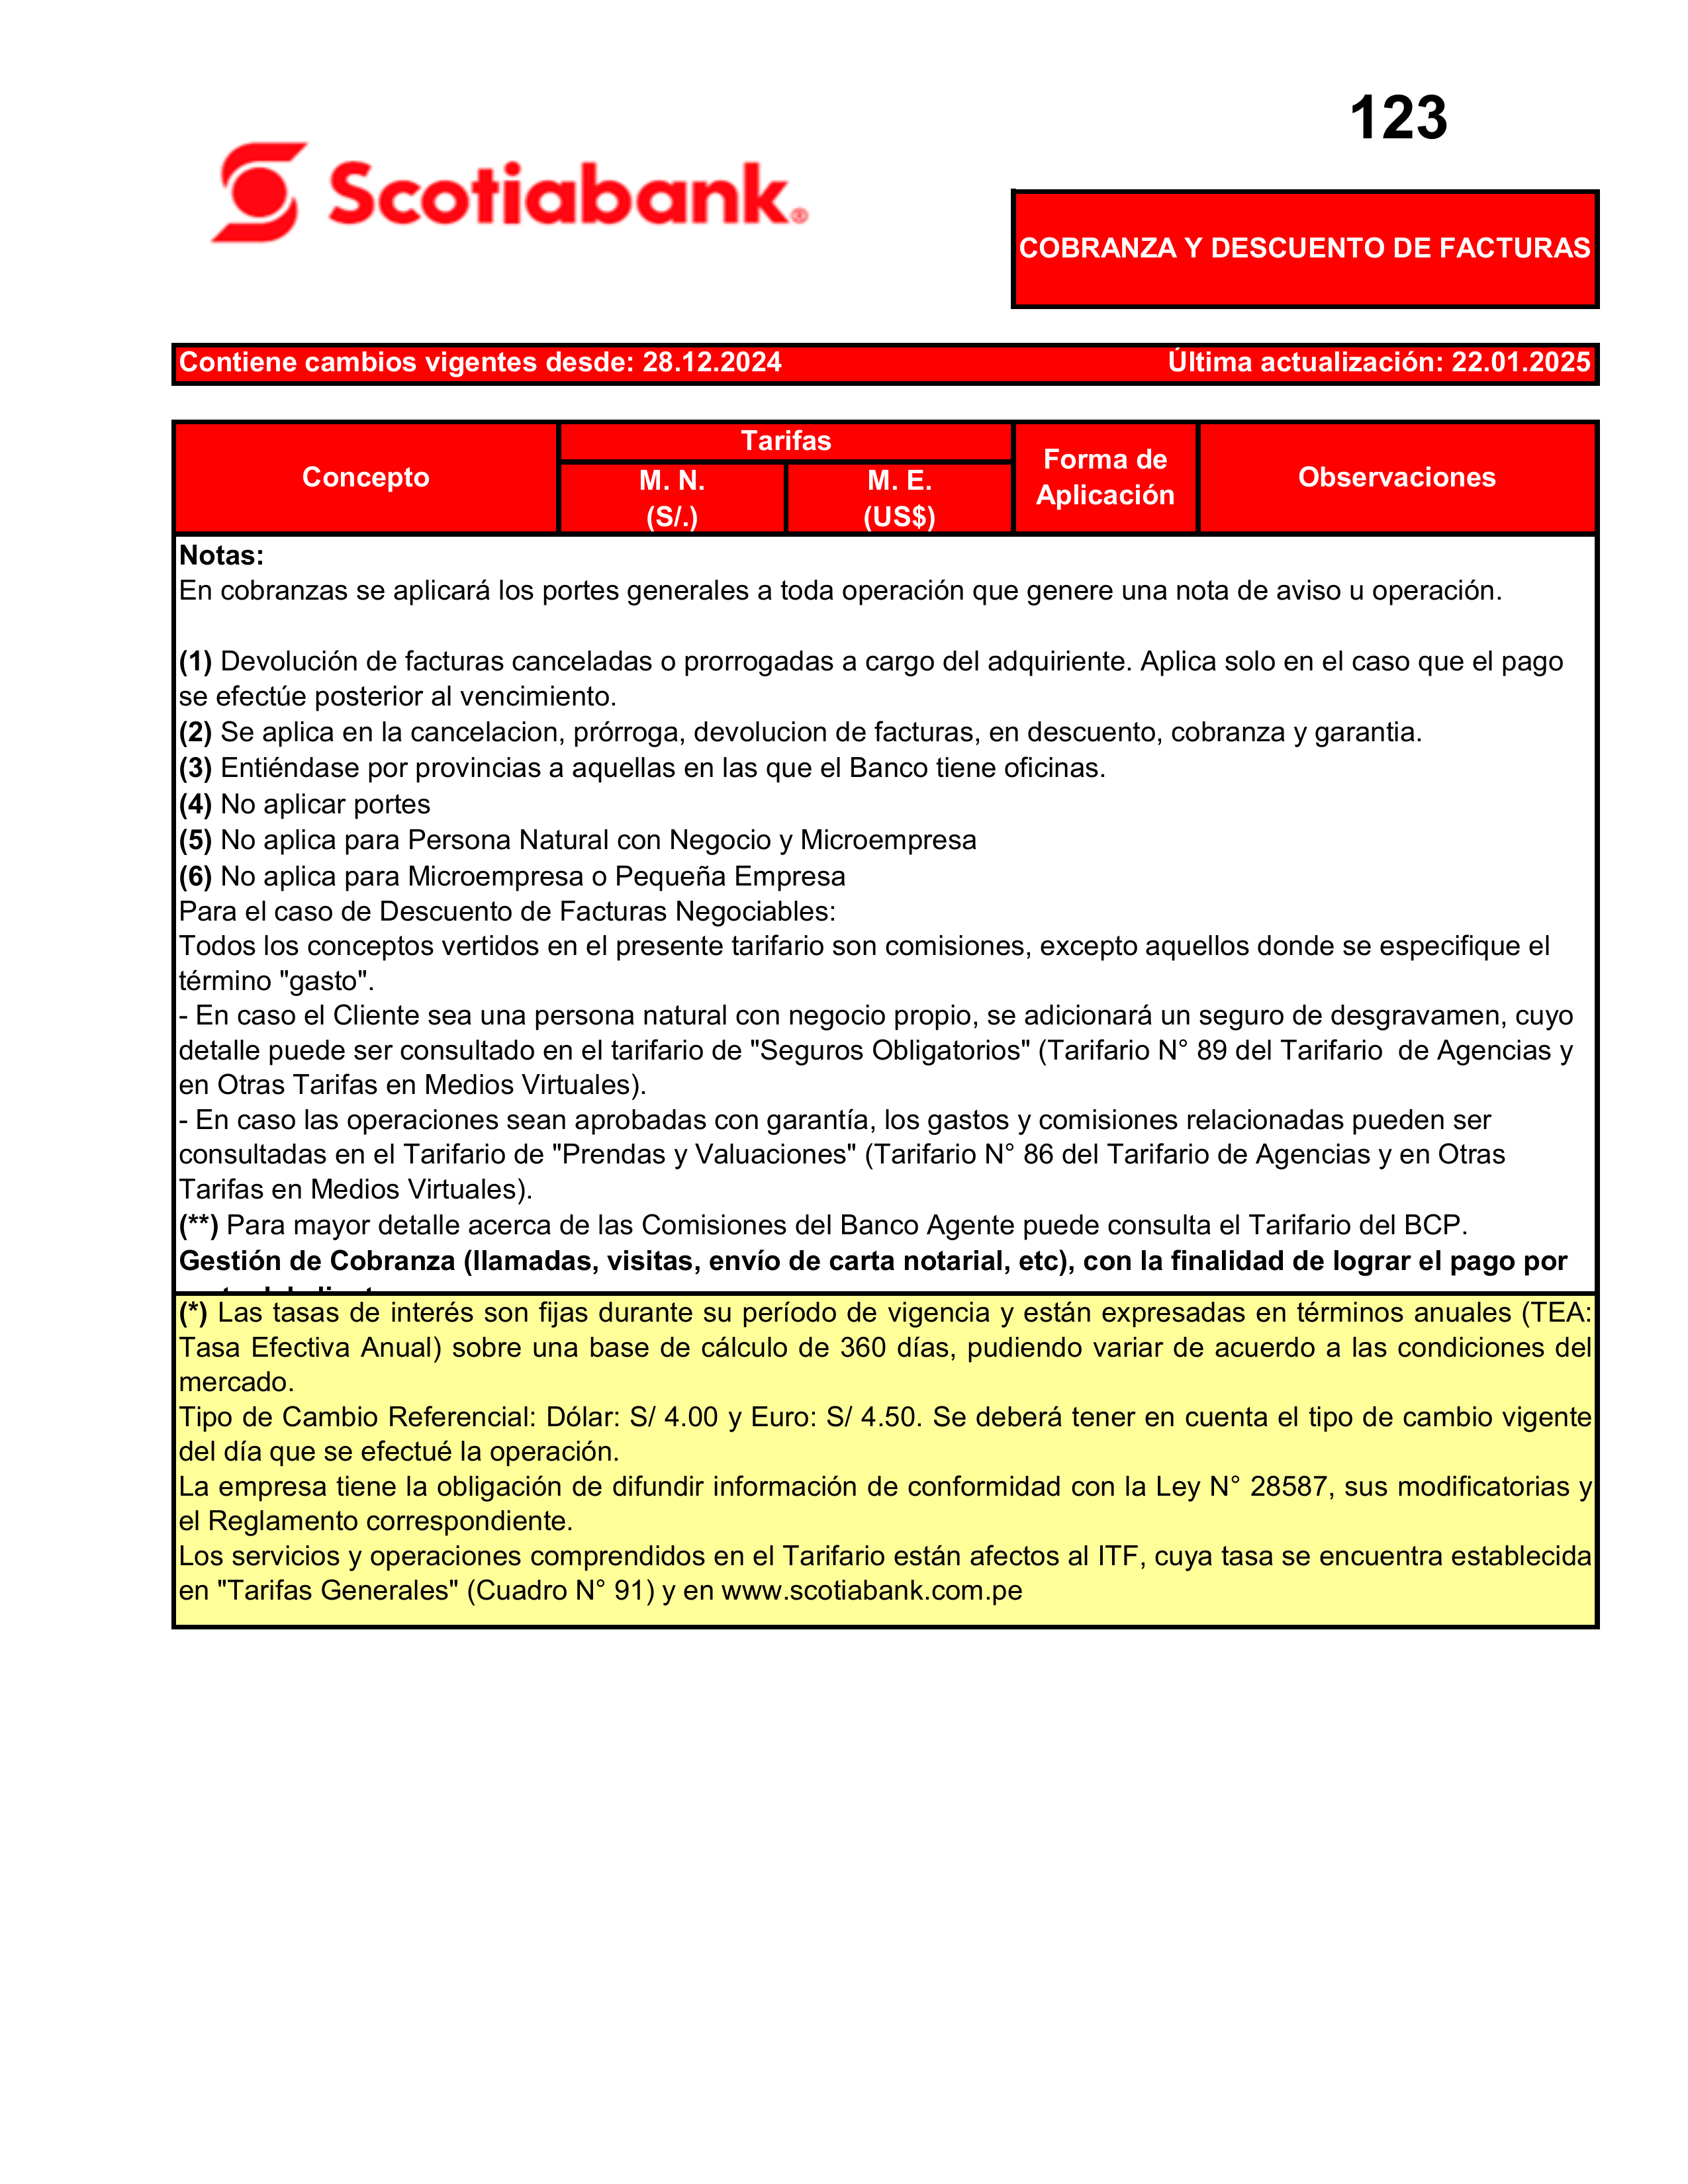 123
Scotiabank®
COBRANZA Y DESCUENTO DE FACTURAS
Contiene cambios vigentes desde: 28.12.2024 Última actualización: 22.01.2025
Concepto
Tarifas
M. N.
(S/.)
M. E.
(US$)
Forma de
Aplicación
Observaciones
Notas:
En cobranzas se aplicará los portes generales a toda operación que genere una nota de aviso u operación.
(1) Devolución de facturas canceladas o prorrogadas a cargo del adquiriente. Aplica solo en el caso que el pago
se efectúe posterior al vencimiento.
(2) Se aplica en la cancelacion, prórroga, devolucion de facturas, en descuento, cobranza y garantia.
(3) Entiéndase por provincias a aquellas en las que el Banco tiene oficinas.
(4) No aplicar portes
(5) No aplica para Persona Natural con Negocio y Microempresa
(6) No aplica para Microempresa o Pequeña Empresa
Para el caso de Descuento de Facturas Negociables:
Todos los conceptos vertidos en el presente tarifario son comisiones, excepto aquellos donde se especifique el
término "gasto".
- En caso el Cliente sea una persona natural con negocio propio, se adicionará un seguro de desgravamen, cuyo
detalle puede ser consultado en el tarifario de "Seguros Obligatorios" (Tarifario N° 89 del Tarifario  de Agencias y
en Otras Tarifas en Medios Virtuales).
- En caso las operaciones sean aprobadas con garantía, los gastos y comisiones relacionadas pueden ser
consultadas en el Tarifario de "Prendas y Valuaciones" (Tarifario N° 86 del Tarifario de Agencias y en Otras
Tarifas en Medios Virtuales).
(**) Para mayor detalle acerca de las Comisiones del Banco Agente puede consulta el Tarifario del BCP.
Gestión de Cobranza (llamadas, visitas, envío de carta notarial, etc), con la finalidad de lograr el pago por
(*) Las tasas de interés son fijas durante su período de vigencia y están expresadas en términos anuales (TEA:
Tasa Efectiva Anual) sobre una base de cálculo de 360 días, pudiendo variar de acuerdo a las condiciones del
mercado.
Tipo de Cambio Referencial: Dólar: S/ 4.00 y Euro: S/ 4.50. Se deberá tener en cuenta el tipo de cambio vigente
del día que se efectué la operación.
La empresa tiene la obligación de difundir información de conformidad con la Ley N° 28587, sus modificatorias y
el Reglamento correspondiente.
Los servicios y operaciones comprendidos en el Tarifario están afectos al ITF, cuya tasa se encuentra establecida
en "Tarifas Generales" (Cuadro N° 91) y en www.scotiabank.com.pe